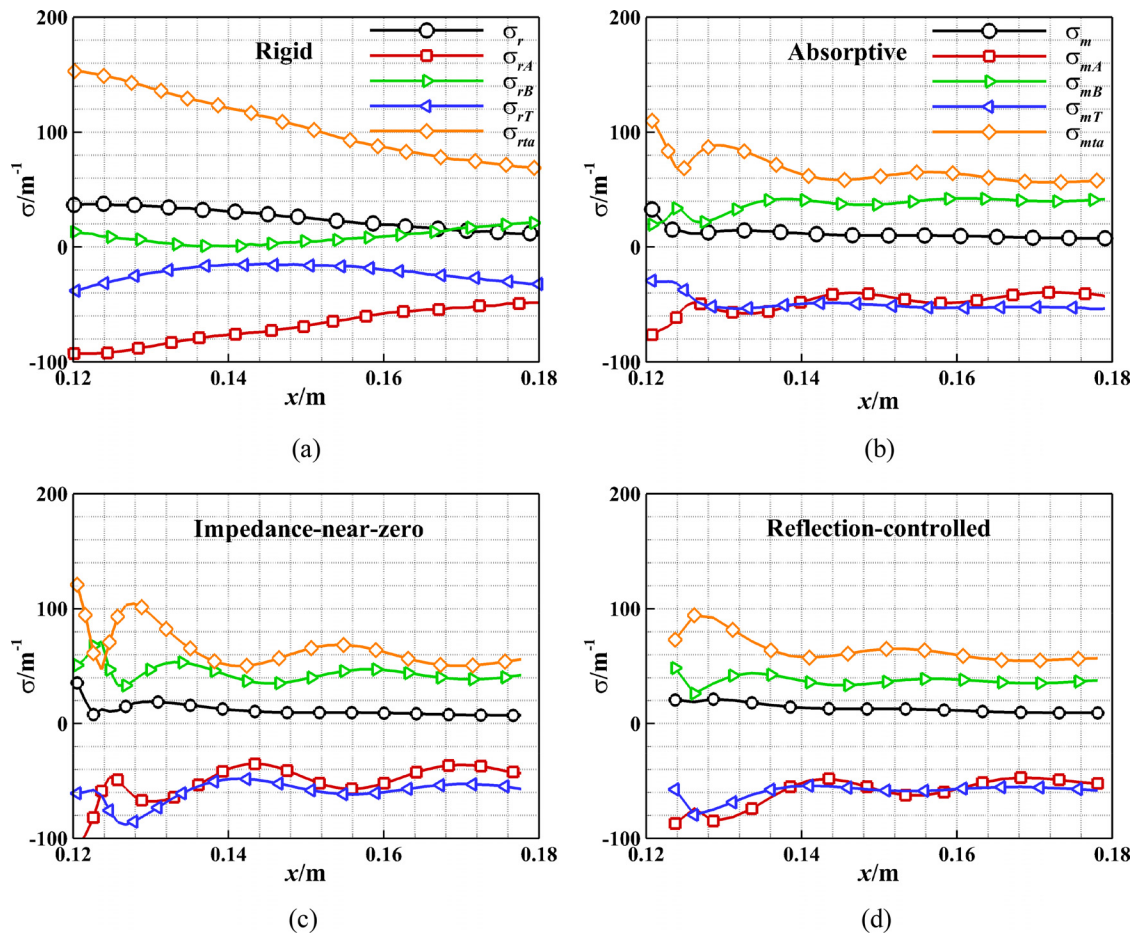 200
Rigid
σr
σrA
σrB
σrT
σrta
100
0
-100
σ/m-1
0.12
0.14
0.16
0.18
x/m
(a)
200
Absorptive
σm
σmA
σmB
σmT
σmta
100
0
-100
σ/m-1
0.12
0.14
0.16
0.18
x/m
(b)
200
Impedance-near-zero
100
0
-100
σ/m-1
0.12
0.14
0.16
0.18
x/m
(c)
200
Reflection-controlled
100
0
-100
σ/m-1
0.12
0.14
0.16
0.18
x/m
(d)